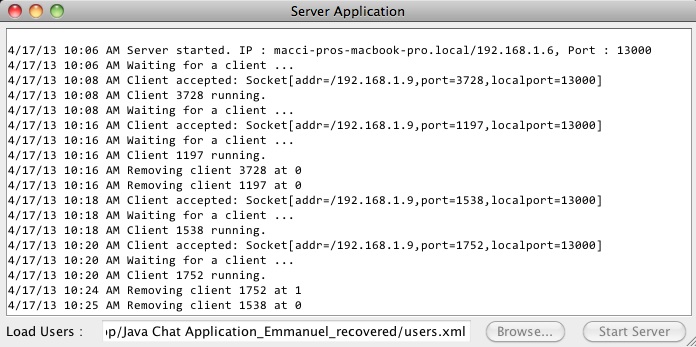 Server Application
4/17/13 10:06 AM Server started. IP : macci-pros-macbook-pro.local/192.168.1.6, Port : 13000
4/17/13 10:06 AM Waiting for a client ...
4/17/13 10:08 AM Client accepted: Socket[addr=/192.168.1.9,port=3728,localport=13000]
4/17/13 10:08 AM Client 3728 running.
4/17/13 10:08 AM Waiting for a client ...
4/17/13 10:16 AM Client accepted: Socket[addr=/192.168.1.9,port=1197,localport=13000]
4/17/13 10:16 AM Waiting for a client ...
4/17/13 10:16 AM Client 1197 running.
4/17/13 10:16 AM Removing client 3728 at 0
4/17/13 10:16 AM Removing client 1197 at 0
4/17/13 10:18 AM Client accepted: Socket[addr=/192.168.1.9,port=1538,localport=13000]
4/17/13 10:18 AM Waiting for a client ...
4/17/13 10:18 AM Client 1538 running.
4/17/13 10:20 AM Client accepted: Socket[addr=/192.168.1.9,port=1752,localport=13000]
4/17/13 10:20 AM Waiting for a client ...
4/17/13 10:20 AM Client 1752 running.
4/17/13 10:24 AM Removing client 1752 at 1
4/17/13 10:25 AM Removing client 1538 at 0
Load Users : op/Java Chat Application_Emmanuel_recovered/users.xml Browse... Start Server